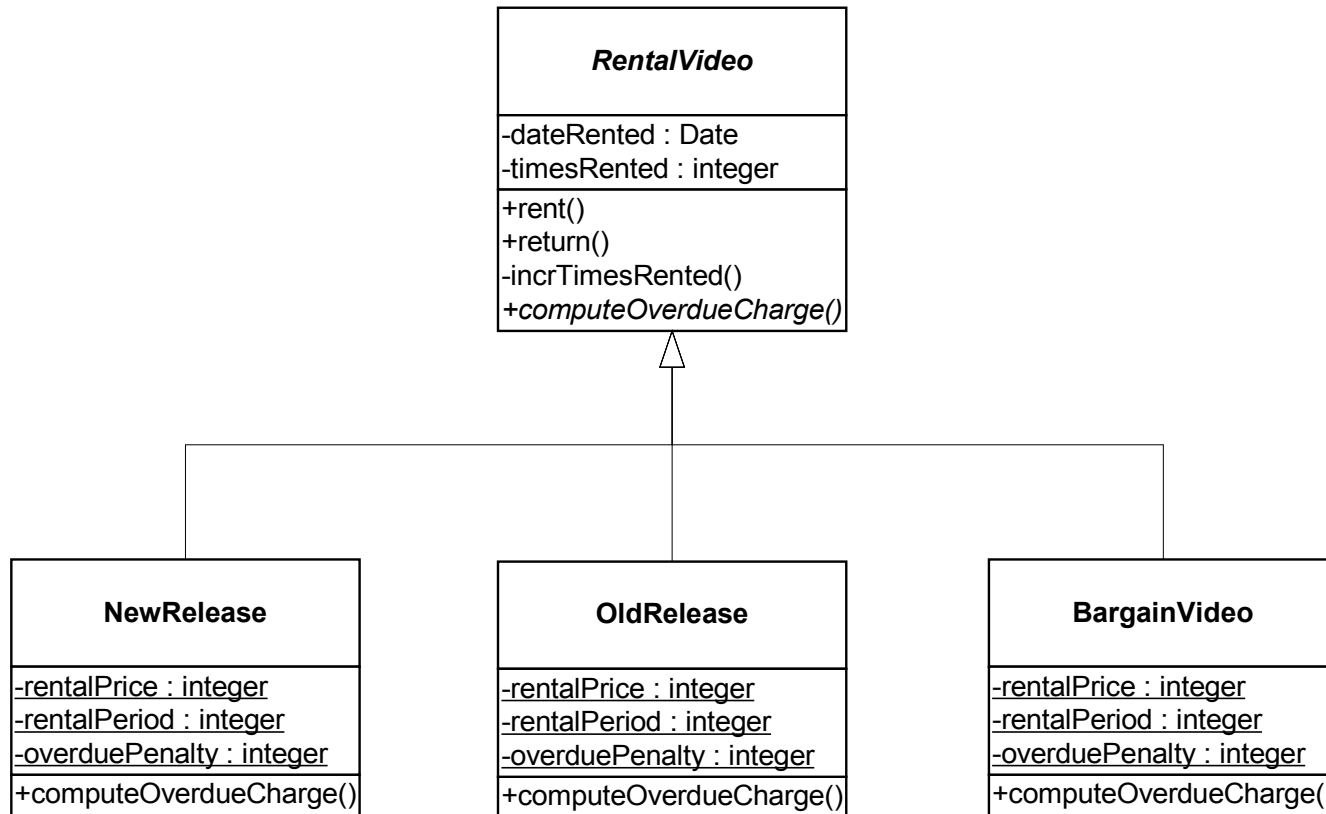 RentalVideo
-dateRented : Date
-timesRented : integer
+rent()
+return()
-incrTimesRented()
+computeOverdueCharge()
NewRelease
-rentalPrice : integer
-rentalPeriod : integer
-overduePenalty : integer
+computeOverdueCharge()
OldRelease
-rentalPrice : integer
-rentalPeriod : integer
-overduePenalty : integer
+computeOverdueCharge()
BargainVideo
-rentalPrice : integer
-rentalPeriod : integer
-overduePenalty : integer
+computeOverdueCharge(